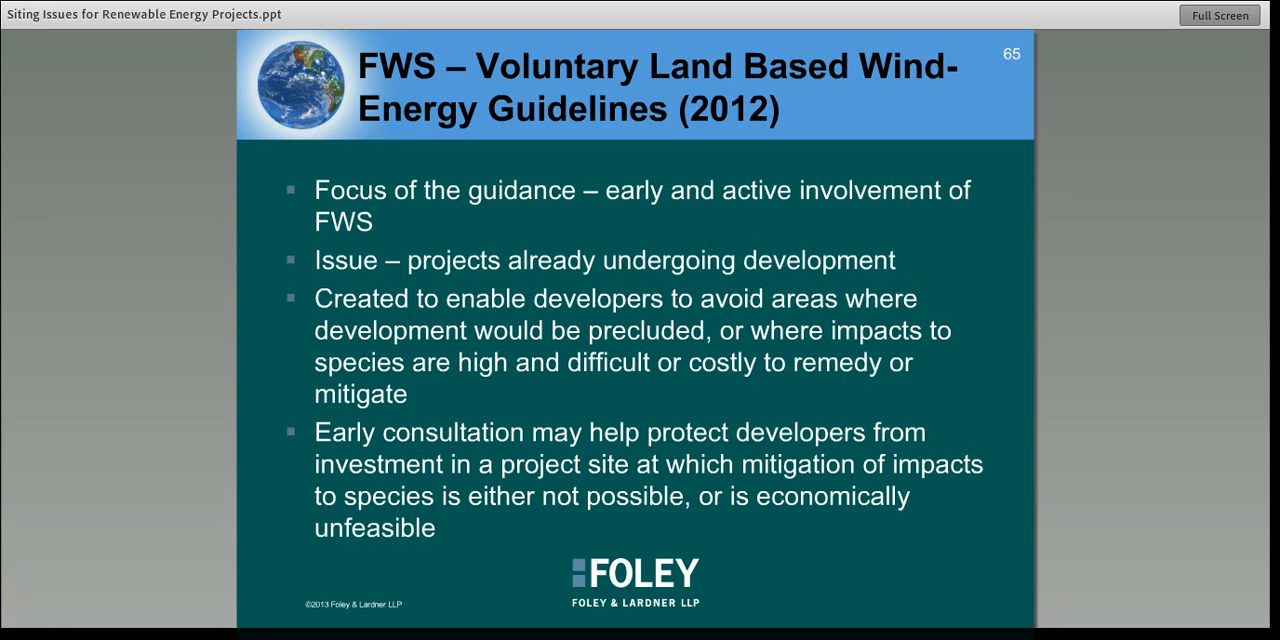 Siting Issues for Renewable Energy Projects.ppt
Full Screen
65
FWS – Voluntary Land Based Wind-
Energy Guidelines (2012)
▪ Focus of the guidance – early and active involvement of
FWS
▪ Issue – projects already undergoing development
▪ Created to enable developers to avoid areas where
development would be precluded, or where impacts to
species are high and difficult or costly to remedy or
mitigate
▪ Early consultation may help protect developers from
investment in a project site at which mitigation of impacts
to species is either not possible, or is economically
unfeasible
FOLEY
FOLEY & LARDNER LLP
©2013 Foley & Lardner LLP